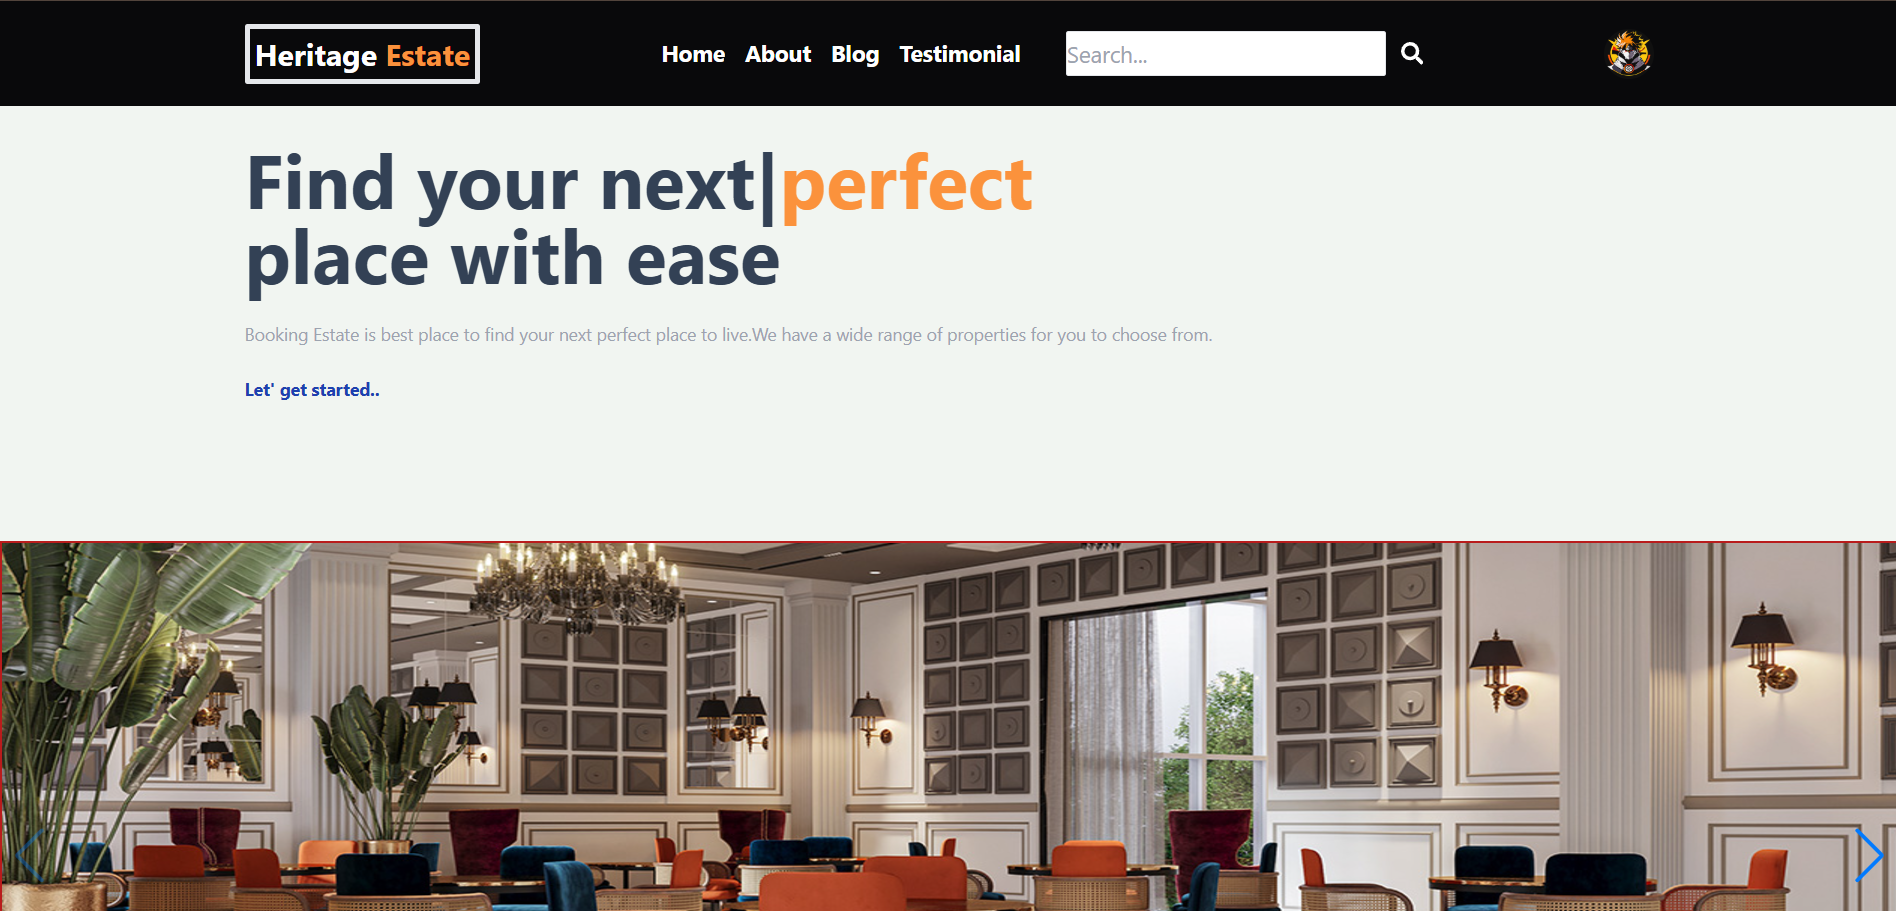 Heritage Estate
Home About Blog Testimonial
Search...
Find your next|perfect
place with ease
Booking Estate is best place to find your next perfect place to live.We have a wide range of properties for you to choose from.
Let' get started..